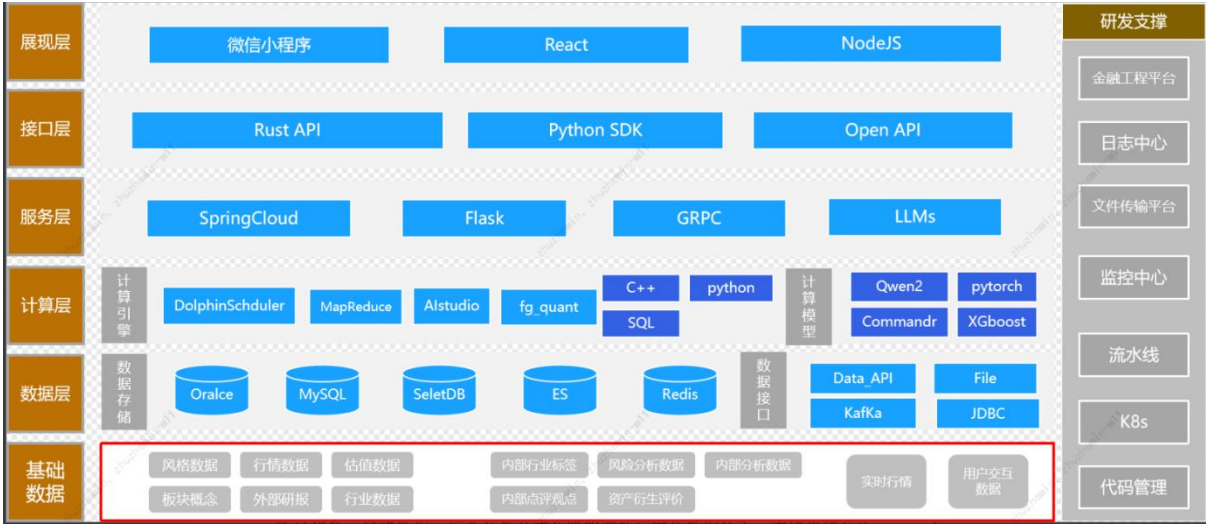 展现层
微信小程序
React
NodeJS
接口层
Rust API
Python SDK
Open API
服务层
SpringCloud
Flask
GRPC
LLMs
计算层
计算引擎
DolphinSchduler
MapReduce
AIstudio
fg_quant
C++
python
SQL
计算模型
Qwen2
pytorch
Commandr
XGboost
数据层
数据存储
Oralce
MySQL
SeletDB
ES
Redis
数据接口
Data_API
File
KafKa
JDBC
基础
数据
风格数据
行情数据
估值数据
板块概念
外部研报
行业数据
内部行业标签
风险分析数据
内部分析数据
内部点评观点
资产衍生评价
实时行情
用户交互
数据
研发支撑
金融工程平台
日志中心
文件传输平台
监控中心
流水线
K8s
代码管理